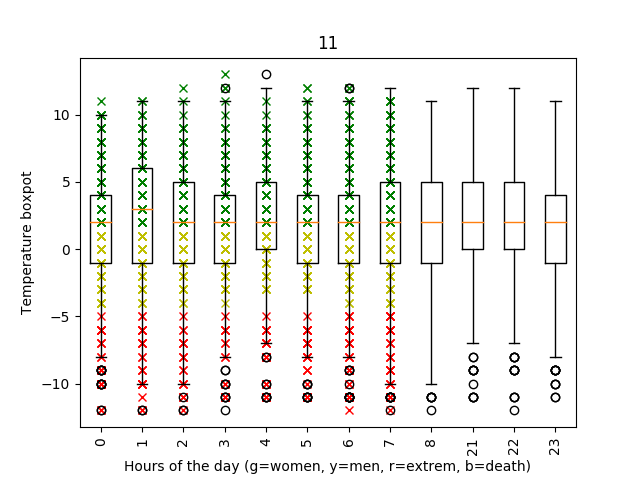 11
Temperature boxpot
10
5
0
−5
−10
0 1 2 3 4 5 6 7 8 21 22 23
Hours of the day (g=women, y=men, r=extrem, b=death)